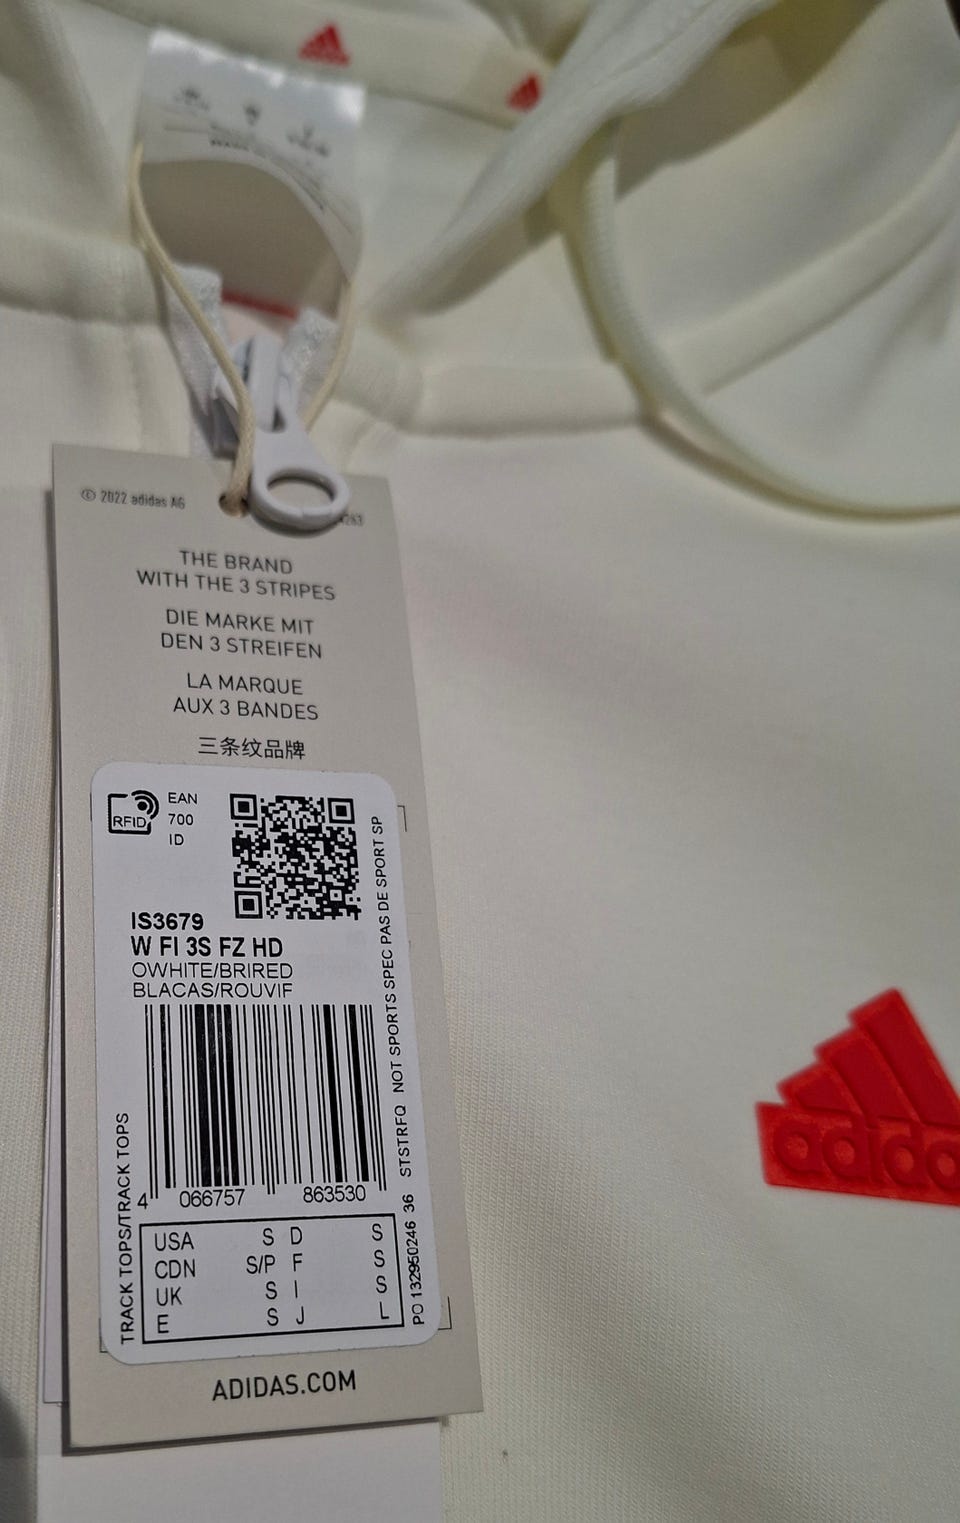 © 2022 adidas AG
THE BRAND
WITH THE 3 STRIPES
DIE MARKE MIT
DEN 3 STREIFEN
LA MARQUE
AUX 3 BANDES
三条纹品牌
RFID
EAN
700
ID
IS3679
W FI 3S FZ HD
OWHITE/BRIRED
BLACAS/ROUVIF
4 066757 863530
TRACK TOPS/TRACK TOPS
PO 132950246 36 STSTRFQ NOT SPORTS SPEC PAS DE SPORT SP
USA S D S
CDN S/P F S
UK S I S
E S J L
ADIDAS.COM
adidas